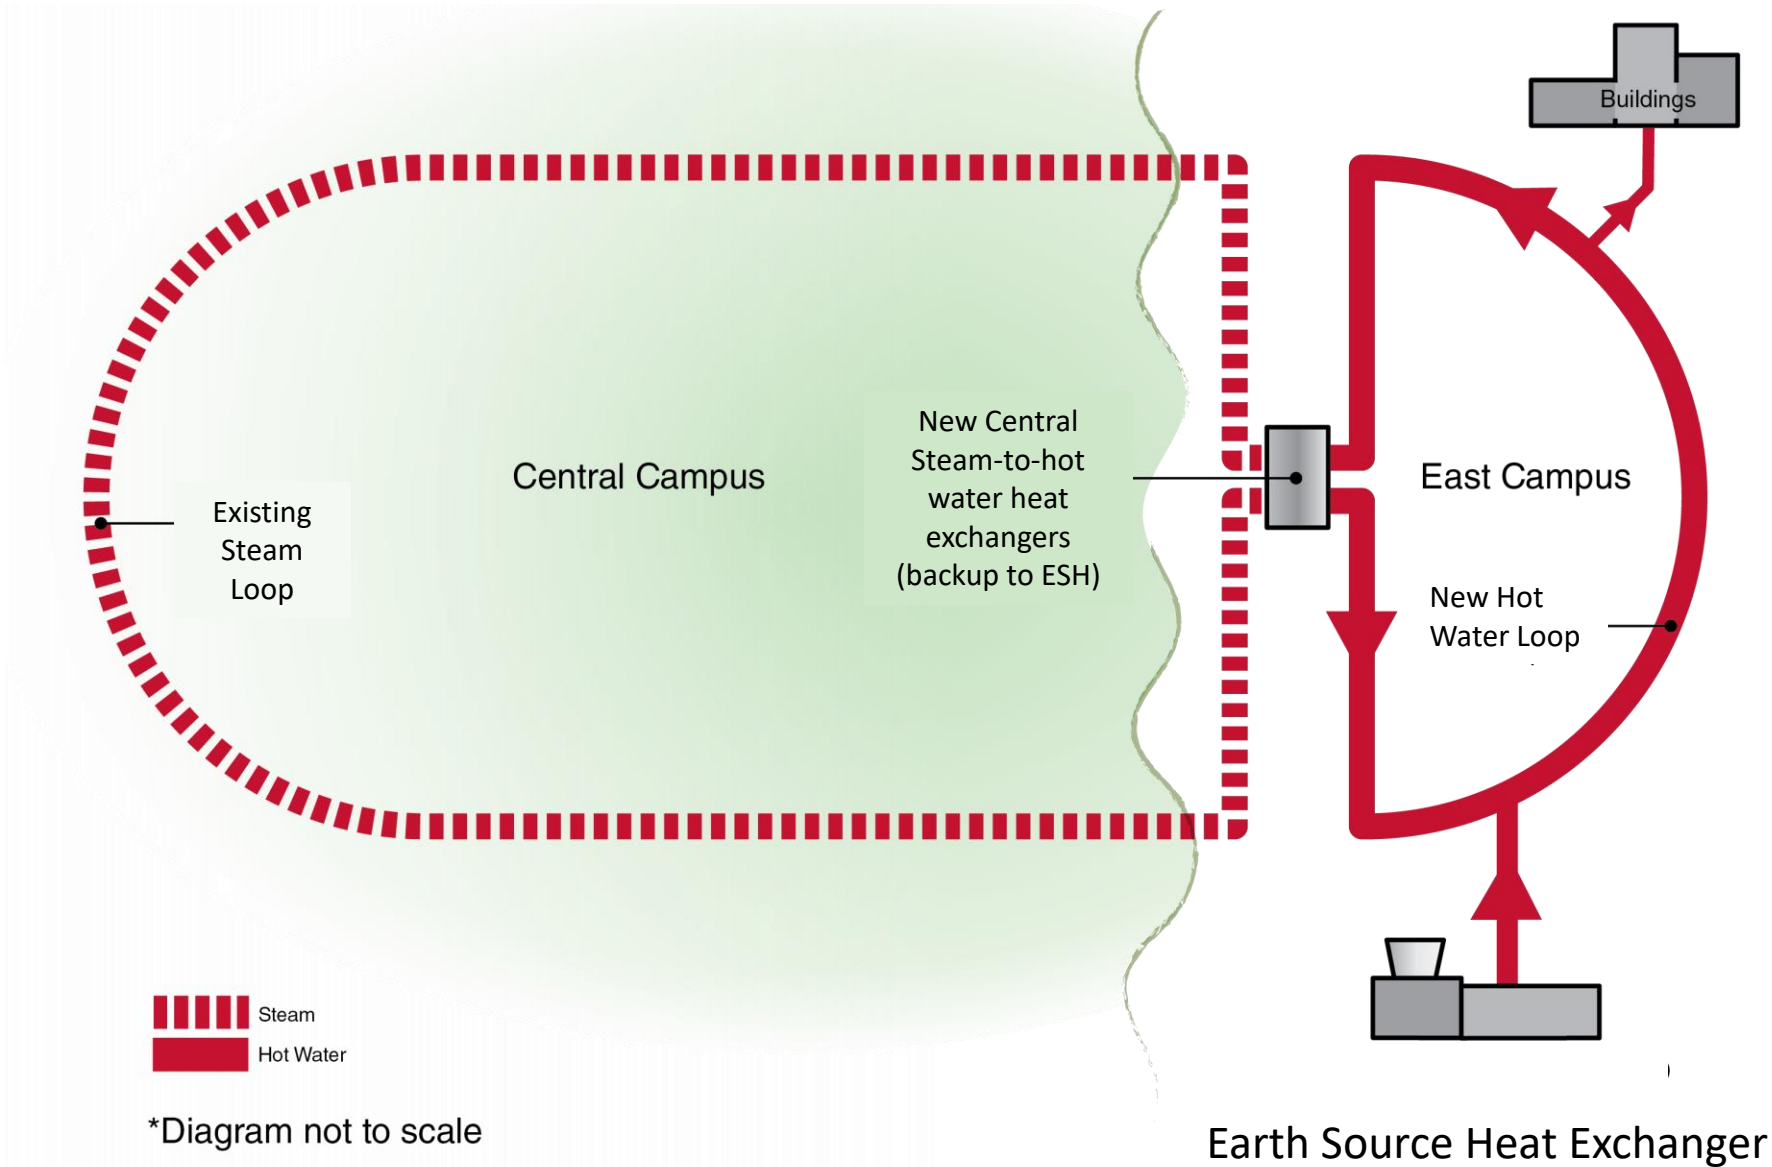 Buildings
New Central
Steam-to-hot
water heat
exchangers
(backup to ESH)
Central Campus
East Campus
Existing
Steam
Loop
New Hot
Water Loop
Steam
Hot Water
*Diagram not to scale
Earth Source Heat Exchanger